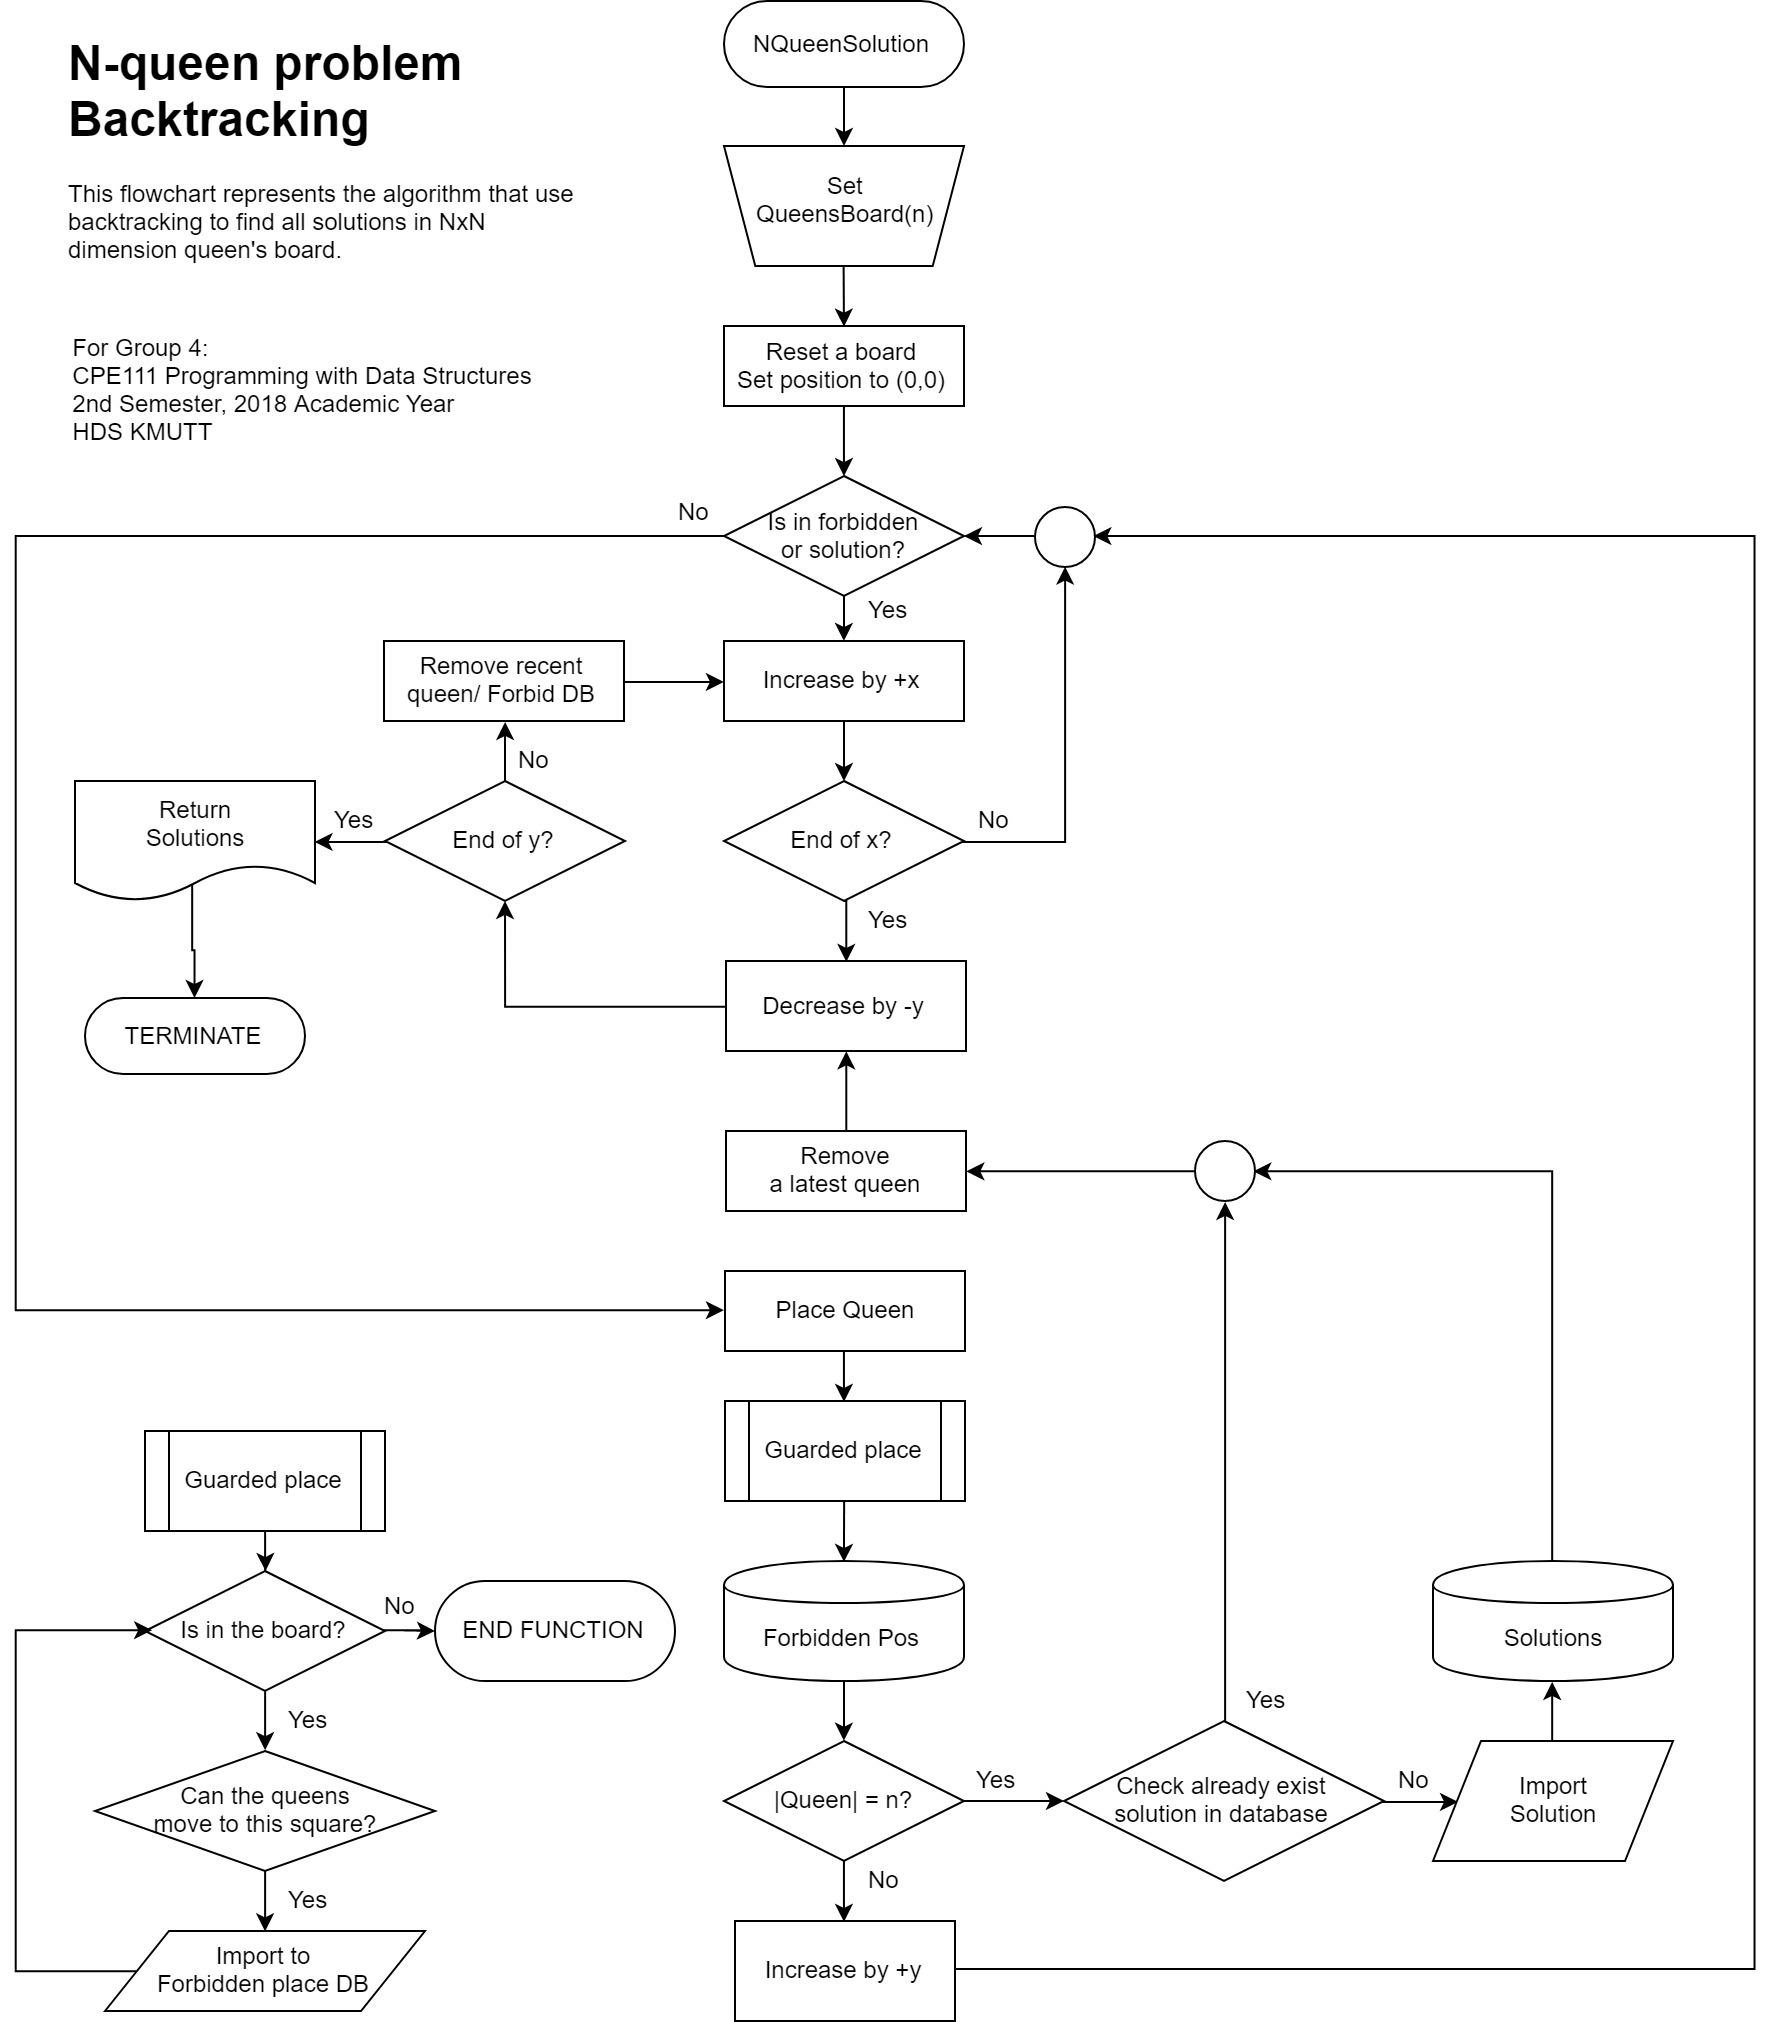 N-queen problem
Backtracking
This flowchart represents the algorithm that use
backtracking to find all solutions in NxN
dimension queen's board.
For Group 4:
CPE111 Programming with Data Structures
2nd Semester, 2018 Academic Year
HDS KMUTT
NQueenSolution
Set
QueensBoard(n)
Reset a board
Set position to (0,0)
No
Is in forbidden
or solution?
Yes
Remove recent
queen/ Forbid DB
Increase by +x
No
Return
Solutions
Yes
End of y?
End of x?
No
Yes
Decrease by -y
TERMINATE
Remove
a latest queen
Place Queen
Guarded place
Forbidden Pos
|Queen| = n?
Yes
No
Increase by +y
Check already exist
solution in database
Yes
No
Import
Solution
Solutions
Guarded place
Is in the board?
No
END FUNCTION
Yes
Can the queens
move to this square?
Yes
Import to
Forbidden place DB